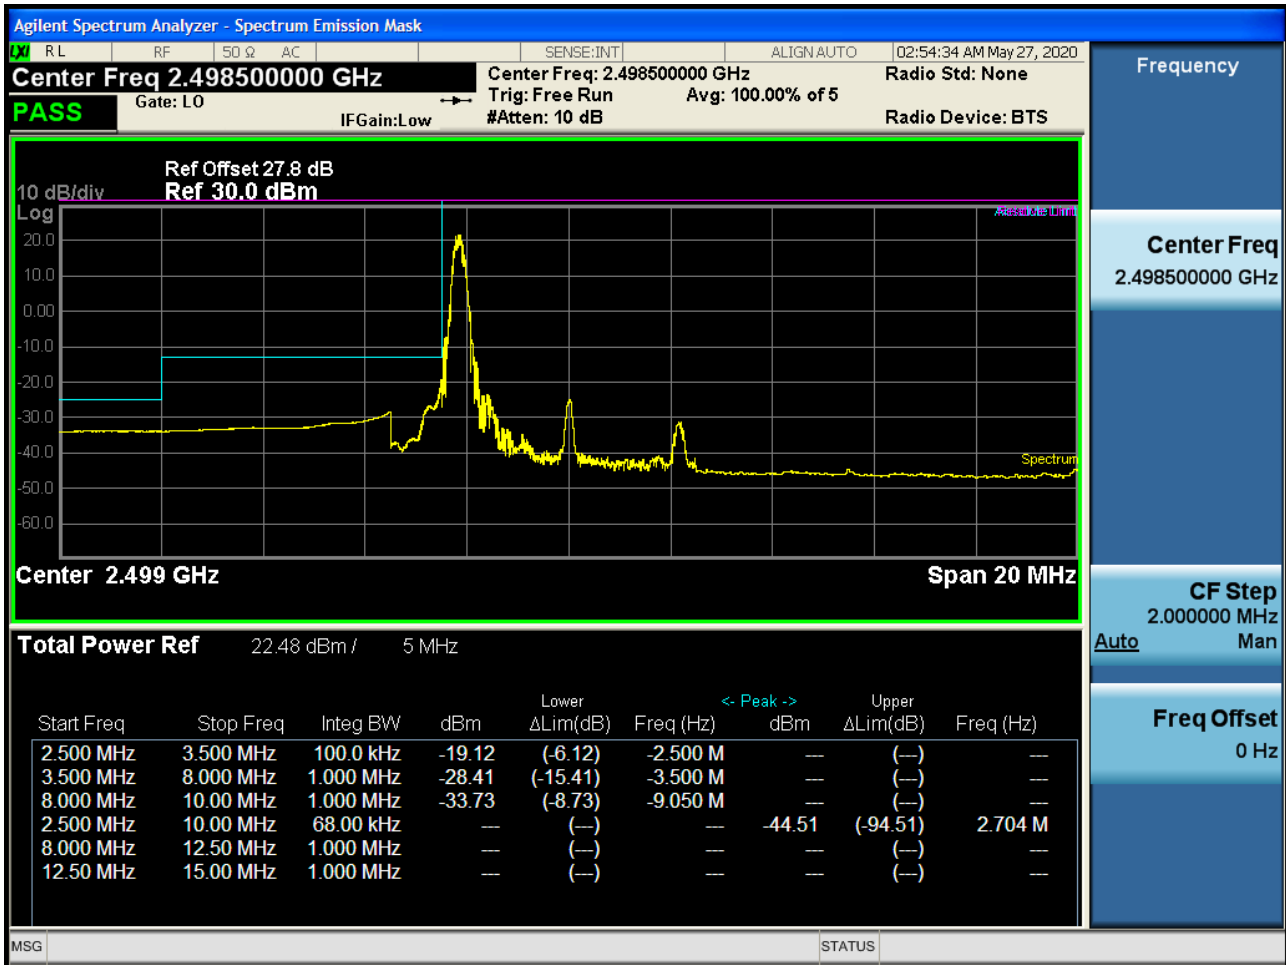 Agilent Spectrum Analyzer - Spectrum Emission Mask
LXI RL RF 50 Ω AC SENSE:INT ALIGN AUTO 02:54:34 AM May 27, 2020
Center Freq 2.498500000 GHz
PASS
Gate: LO
IFGain:Low
Center Freq: 2.498500000 GHz
Trig: Free Run Avg: 100.00% of 5
#Atten: 10 dB
Radio Std: None
Radio Device: BTS
Ref Offset 27.8 dB
10 dB/div Ref 30.0 dBm
Log
20.0
10.0
0.00
-10.0
-20.0
-30.0
-40.0
-50.0
-60.0
Limit
Spectrum
Center 2.499 GHz Span 20 MHz
Total Power Ref 22.48 dBm / 5 MHz
Lower <- Peak -> Upper
Start Freq Stop Freq Integ BW dBm ΔLim(dB) Freq (Hz) dBm ΔLim(dB) Freq (Hz)
2.500 MHz 3.500 MHz 100.0 kHz -19.12 (-6.12) -2.500 M --- (---) ---
3.500 MHz 8.000 MHz 1.000 MHz -28.41 (-15.41) -3.500 M --- (---) ---
8.000 MHz 10.00 MHz 1.000 MHz -33.73 (-8.73) -9.050 M --- (---) ---
2.500 MHz 10.00 MHz 68.00 kHz --- (---) --- -44.51 (-94.51) 2.704 M
8.000 MHz 12.50 MHz 1.000 MHz --- (---) --- --- (---) ---
12.50 MHz 15.00 MHz 1.000 MHz --- (---) --- --- (---) ---
MSG STATUS
Frequency
Center Freq
2.498500000 GHz
CF Step
2.000000 MHz
Auto Man
Freq Offset
0 Hz